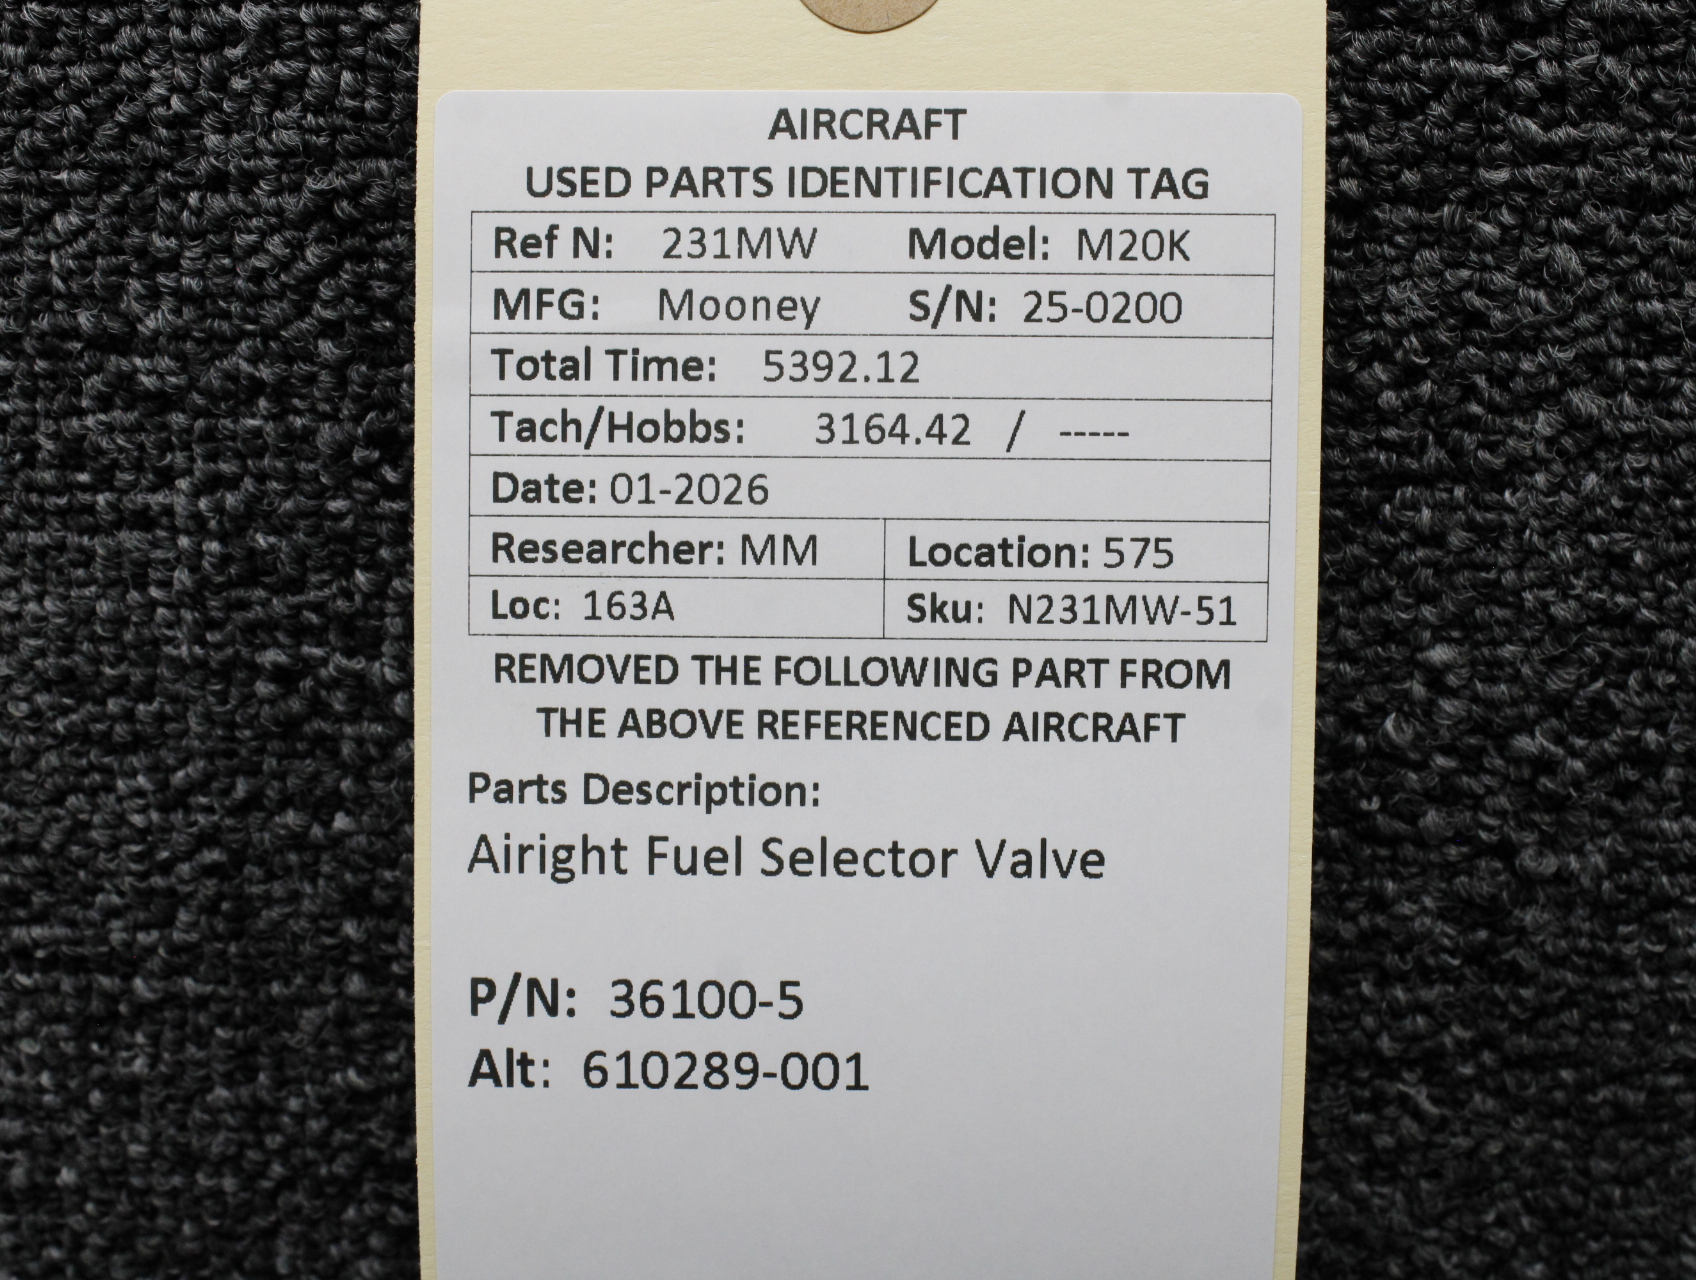 AIRCRAFT
USED PARTS IDENTIFICATION TAG
Ref N: 231MW Model: M20K
MFG: Mooney S/N: 25-0200
Total Time: 5392.12
Tach/Hobbs: 3164.42 / -----
Date: 01-2026
Researcher: MM Location: 575
Loc: 163A Sku: N231MW-51
REMOVED THE FOLLOWING PART FROM
THE ABOVE REFERENCED AIRCRAFT
Parts Description:
Airight Fuel Selector Valve
P/N: 36100-5
Alt: 610289-001